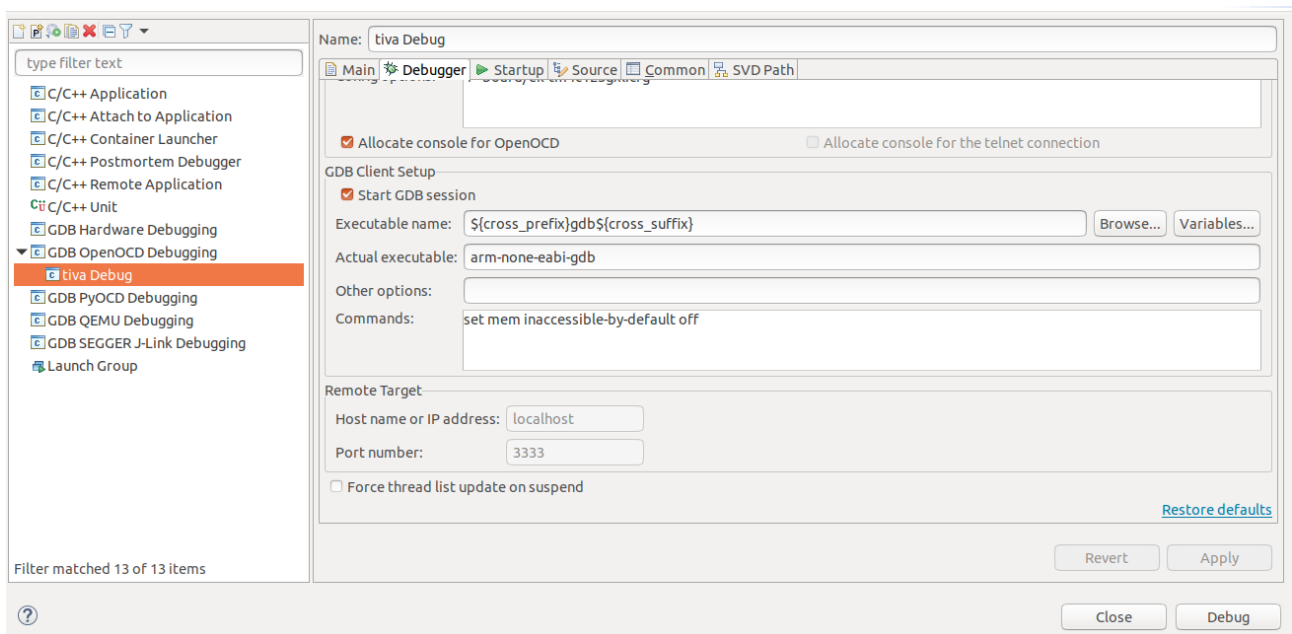 Name: tiva Debug
type filter text
Main
Debugger
Startup
Source
Common
SVD Path
C/C++ Application
C/C++ Attach to Application
C/C++ Container Launcher
C/C++ Postmortem Debugger
C/C++ Remote Application
C/C++ Unit
GDB Hardware Debugging
GDB OpenOCD Debugging
tiva Debug
GDB PyOCD Debugging
GDB QEMU Debugging
GDB SEGGER J-Link Debugging
Launch Group
Filter matched 13 of 13 items
Allocate console for OpenOCD
Allocate console for the telnet connection
GDB Client Setup
Start GDB session
Executable name: ${cross_prefix}gdb${cross_suffix} Browse... Variables...
Actual executable: arm-none-eabi-gdb
Other options:
Commands: set mem inaccessible-by-default off
Remote Target
Host name or IP address: localhost
Port number: 3333
Force thread list update on suspend
Restore defaults
Revert Apply
Close Debug